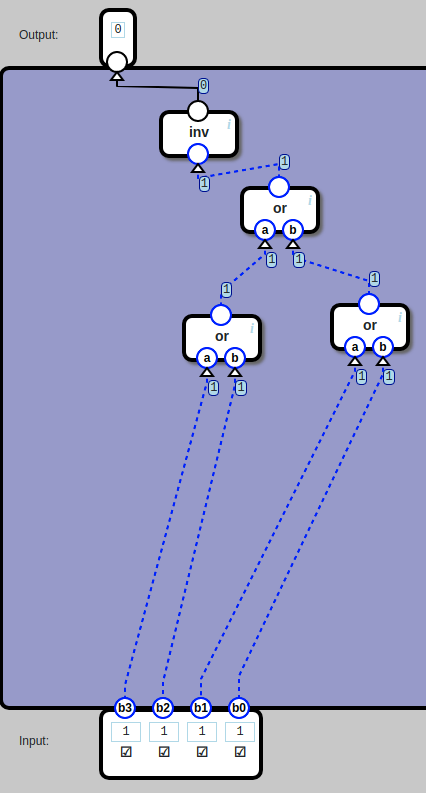 Output:
0
0
inv
i
1
1
or
i
a b
1 1
1
1
or
i
or
i
a b
a b
1 1
1 1
b3 b2 b1 b0
Input:
1 1 1 1
☑ ☑ ☑ ☑